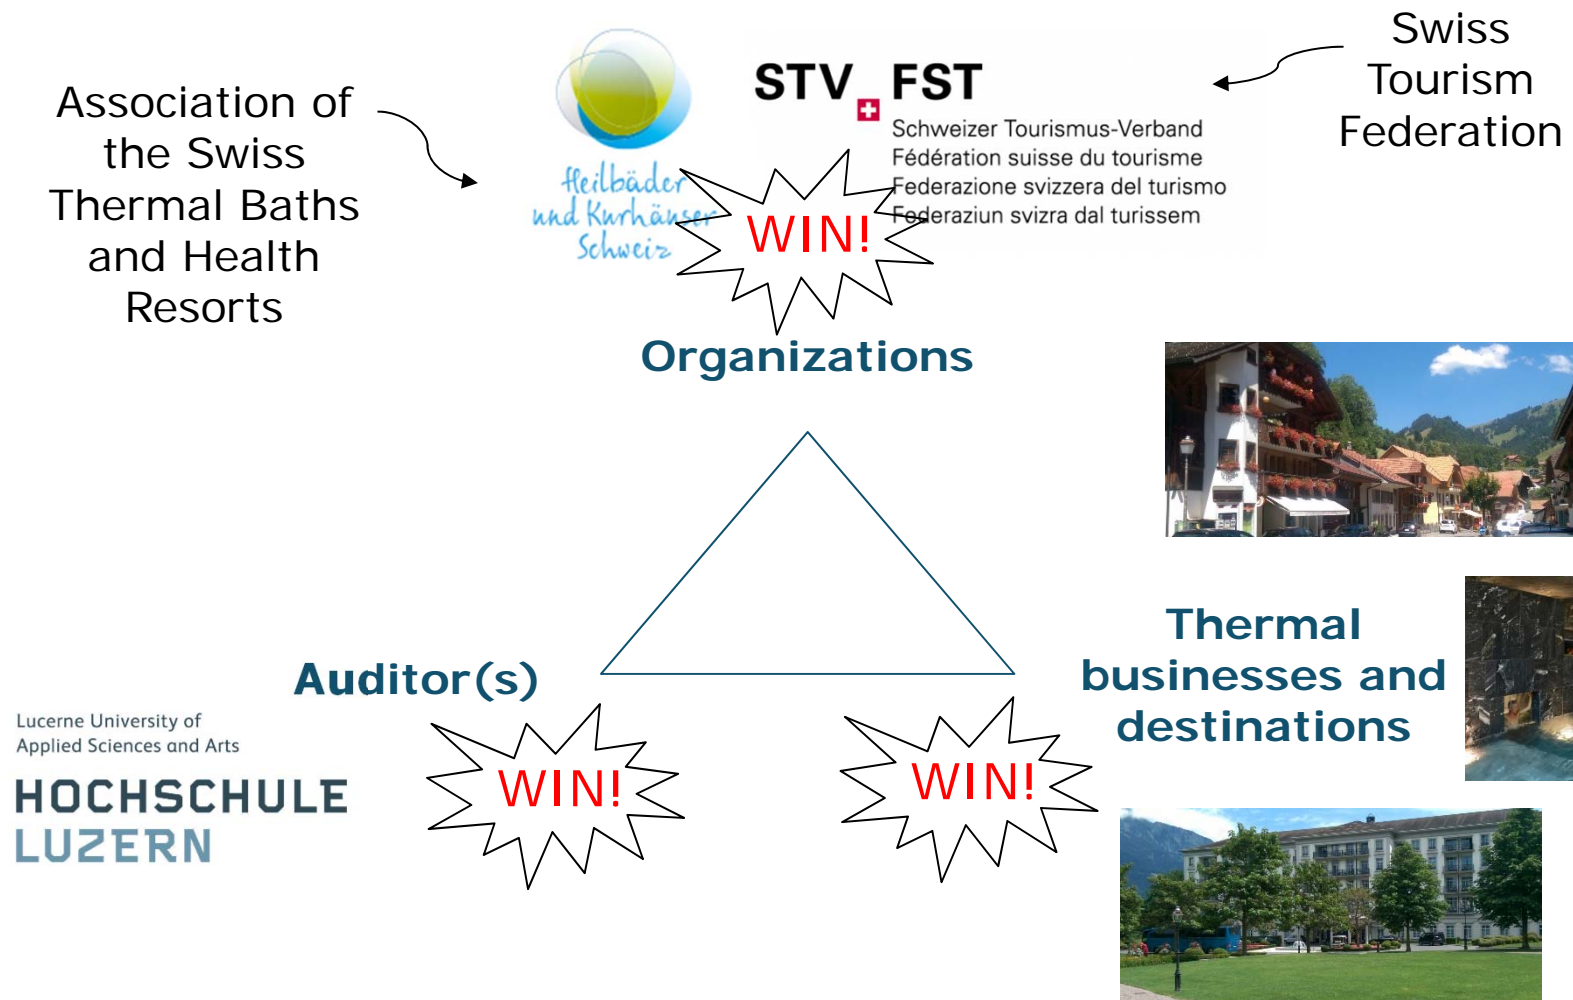 Association of
the Swiss
Thermal Baths
and Health
Resorts
Heilbäder
und Kurhäuser
Schweiz
STV FST
Schweizer Tourismus-Verband
Fédération suisse du tourisme
Federazione svizzera del turismo
Federaziun svizra dal turissem
Swiss
Tourism
Federation
WIN!
Organizations
Auditor(s)
Lucerne University of
Applied Sciences and Arts
HOCHSCHULE
LUZERN
WIN!
WIN!
Thermal
businesses and
destinations